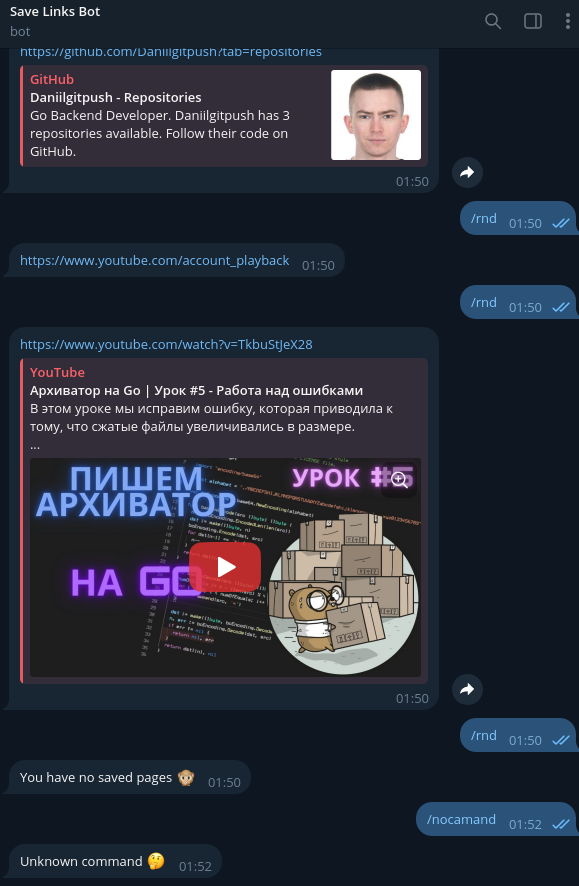 Save Links Bot
bot
https://github.com/Daniilgitpush?tab=repositories
GitHub
Daniilgitpush - Repositories
Go Backend Developer. Daniilgitpush has 3
repositories available. Follow their code on
GitHub.
01:50
/rnd 01:50
https://www.youtube.com/account_playback 01:50
/rnd 01:50
https://www.youtube.com/watch?v=TkbuStJeX28
YouTube
Архиватор на Go | Урок #5 - Работа над ошибками
В этом уроке мы исправим ошибку, которая приводила к
тому, что сжатые файлы увеличивались в размере.
...
ПИШЕМ
АРХИВАТОР
УРОК #5
НА GO
01:50
/rnd 01:50
You have no saved pages 🙊 01:50
/nocamand 01:52
Unknown command 🤔 01:52